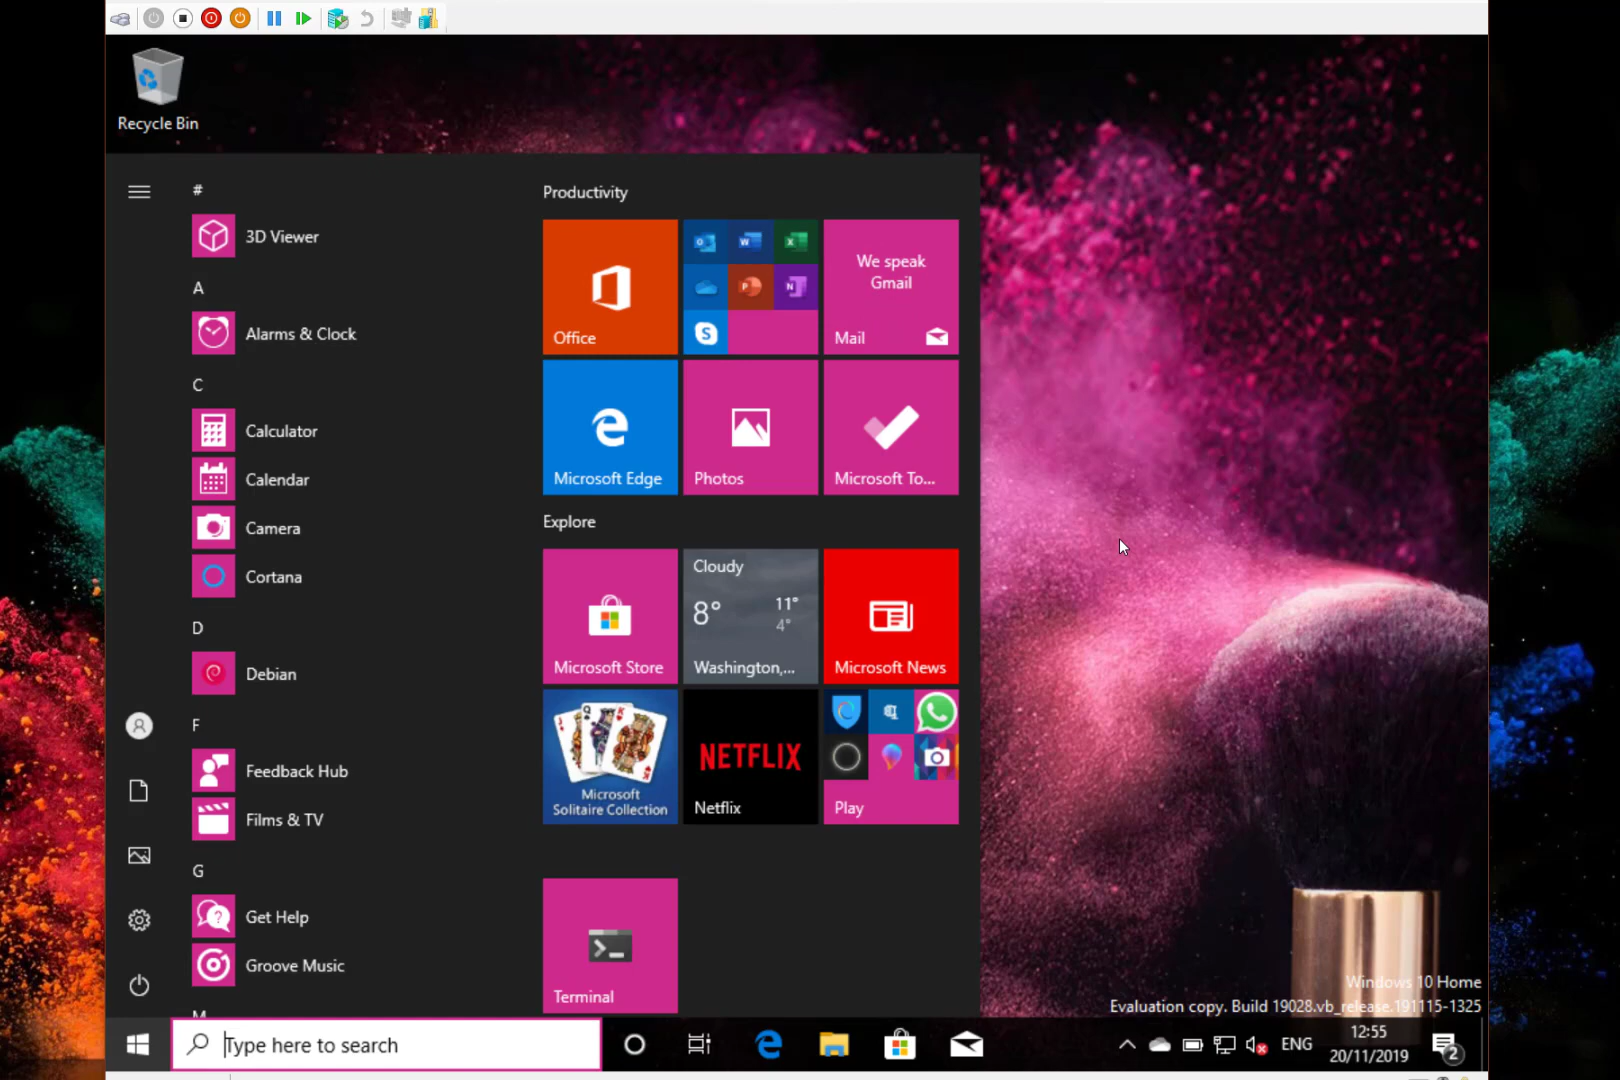 Recycle Bin
#
3D Viewer
A
Alarms & Clock
C
Calculator
Calendar
Camera
Cortana
D
Debian
F
Feedback Hub
Films & TV
G
Get Help
Groove Music
M
Productivity
Office
We speak
Gmail
Mail
Microsoft Edge
Photos
Microsoft To...
Explore
Microsoft Store
Cloudy
8°
11°
4°
Washington,...
Microsoft News
Microsoft
Solitaire Collection
NETFLIX
Netflix
Play
Terminal
Windows 10 Home
Evaluation copy. Build 19028.vb_release.191115-1325
Type here to search
ENG
12:55
20/11/2019
2